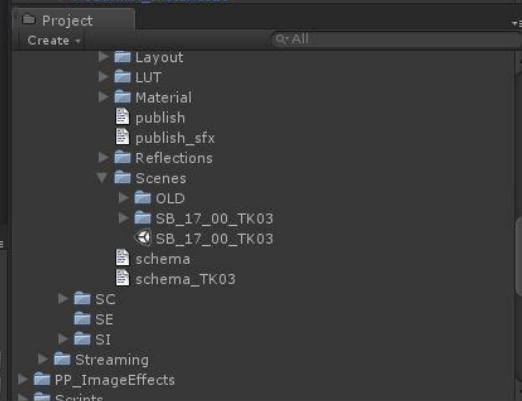 Project
Create
All
Layout
LUT
Material
publish
publish_sfx
Reflections
Scenes
OLD
SB_17_00_TK03
SB_17_00_TK03
schema
schema_TK03
SC
SE
SI
Streaming
PP_ImageEffects
Scripts